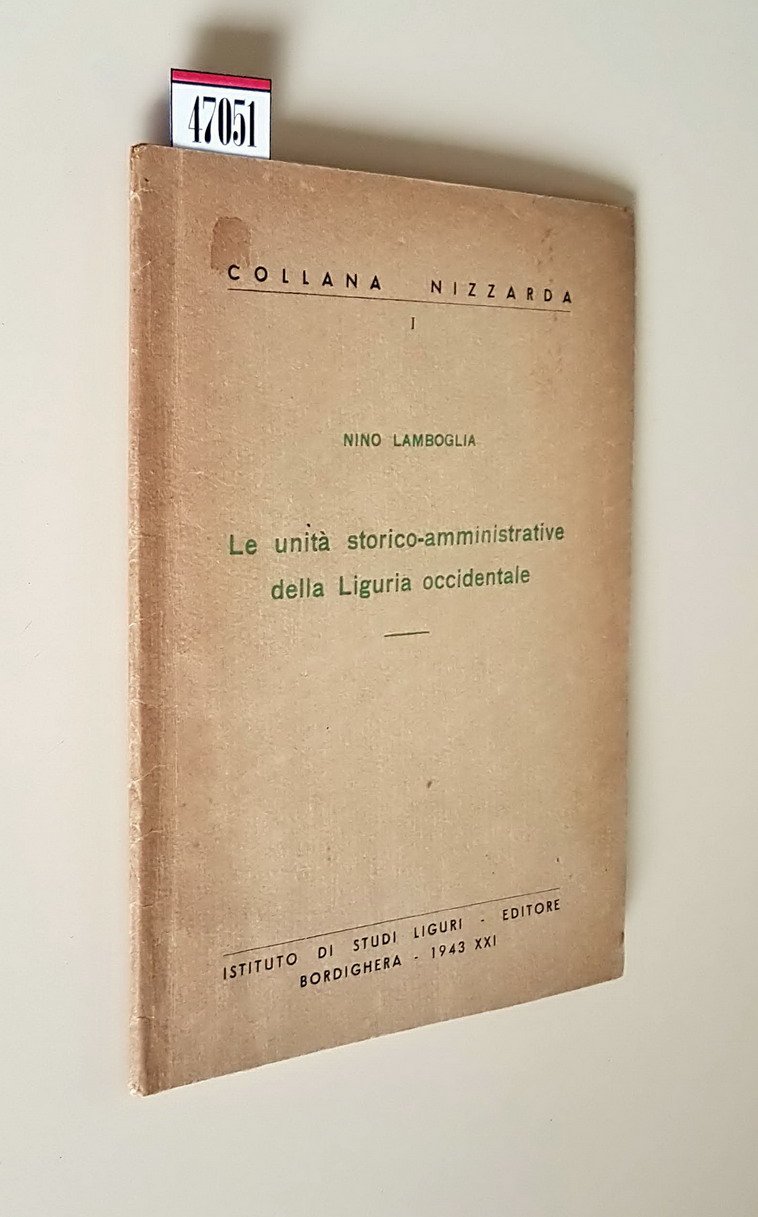 47051
COLLANA NIZZARDA
I
NINO LAMBOGLIA
Le unità storico-amministrative
della Liguria occidentale
ISTITUTO DI STUDI LIGURI - EDITORE
BORDIGHERA - 1943 XXI